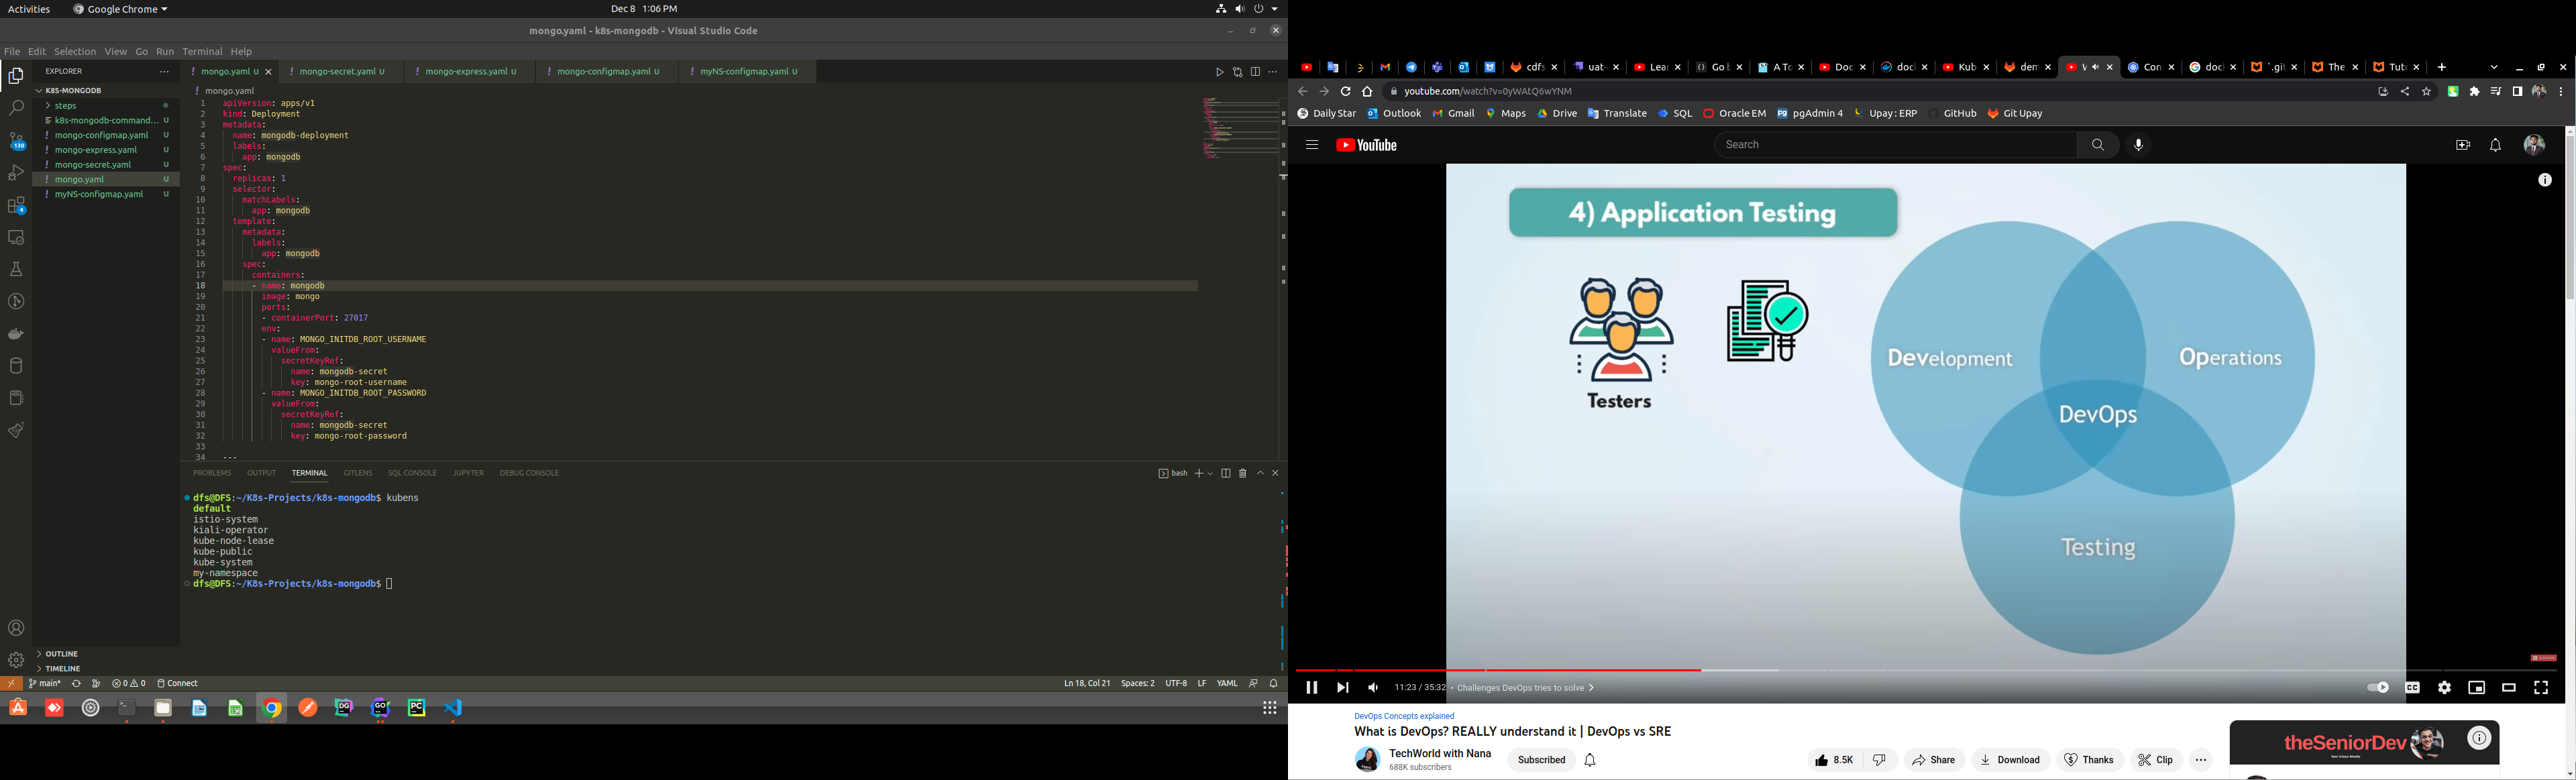 Activities
Google Chrome
Dec 8 1:06 PM
mongo.yaml - k8s-mongodb - Visual Studio Code
File Edit Selection View Go Run Terminal Help
EXPLORER
K8S-MONGODB
steps
k8s-mongodb-command... U
mongo-configmap.yaml U
mongo-express.yaml U
mongo-secret.yaml U
mongo.yaml U
myNS-configmap.yaml U
130
4
OUTLINE
TIMELINE
mongo.yaml U
mongo-secret.yaml U
mongo-express.yaml U
mongo-configmap.yaml U
myNS-configmap.yaml U
mongo.yaml
1 apiVersion: apps/v1
2 kind: Deployment
3 metadata:
4 name: mongodb-deployment
5 labels:
6 app: mongodb
7 spec:
8 replicas: 1
9 selector:
10 matchLabels:
11 app: mongodb
12 template:
13 metadata:
14 labels:
15 app: mongodb
16 spec:
17 containers:
18 - name: mongodb
19 image: mongo
20 ports:
21 - containerPort: 27017
22 env:
23 - name: MONGO_INITDB_ROOT_USERNAME
24 valueFrom:
25 secretKeyRef:
26 name: mongodb-secret
27 key: mongo-root-username
28 - name: MONGO_INITDB_ROOT_PASSWORD
29 valueFrom:
30 secretKeyRef:
31 name: mongodb-secret
32 key: mongo-root-password
33
34 ---
PROBLEMS OUTPUT TERMINAL GITLENS SQL CONSOLE JUPYTER DEBUG CONSOLE
bash
dfs@DFS:~/K8s-Projects/k8s-mongodb$ kubens
default
istio-system
kiali-operator
kube-node-lease
kube-public
kube-system
my-namespace
dfs@DFS:~/K8s-Projects/k8s-mongodb$
main* 0 0 Connect
Ln 18, Col 21 Spaces: 2 UTF-8 LF YAML
DG GO PC
cdfs uat- Lear Go b A To Doc doc Kub dem Con doc `.git The Tuto
youtube.com/watch?v=0yWAtQ6wYNM
Daily Star Outlook Gmail Maps Drive Translate SQL Oracle EM pgAdmin 4 Upay : ERP GitHub Git Upay
YouTube
Search
4) Application Testing
Testers
Development
Operations
DevOps
Testing
11:23 / 35:32 • Challenges DevOps tries to solve
DevOps Concepts explained
What is DevOps? REALLY understand it | DevOps vs SRE
TechWorld with Nana
688K subscribers
Subscribed
8.5K
Share
Download
Thanks
Clip
theSeniorDev